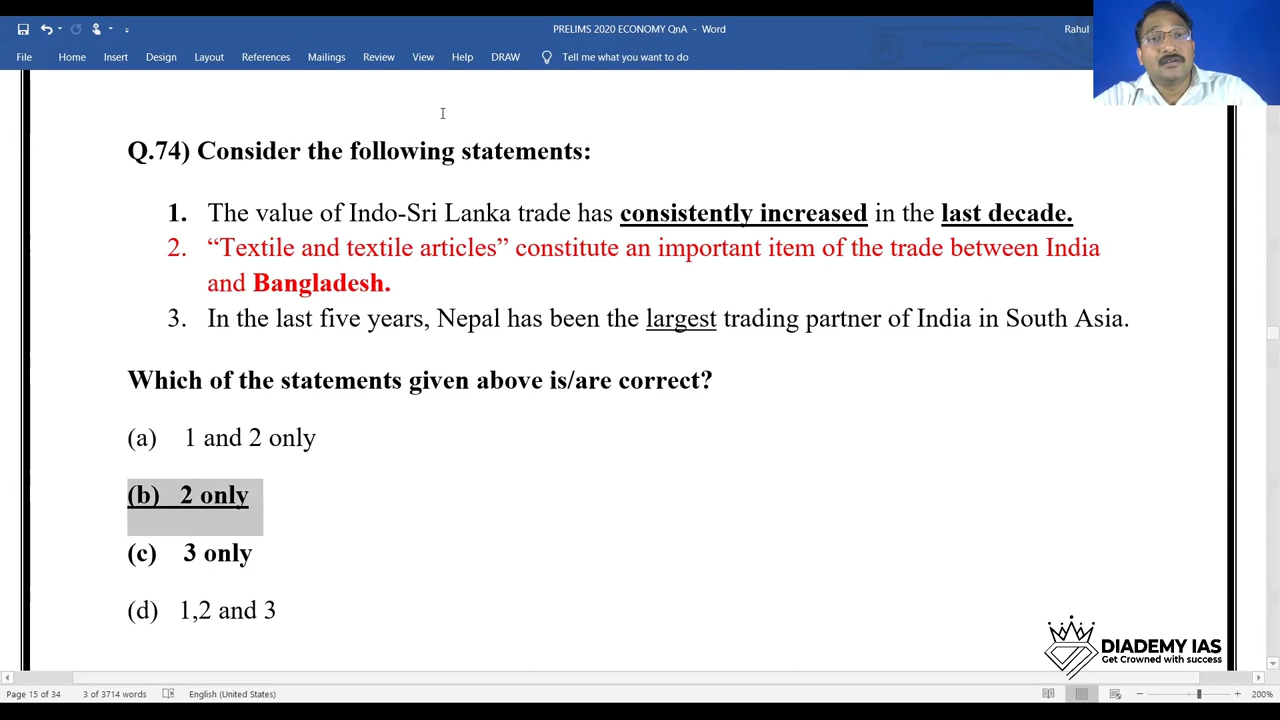 PRELIMS 2020 ECONOMY QnA - Word
Rahul
File Home Insert Design Layout References Mailings Review View Help DRAW Tell me what you want to do
Q.74) Consider the following statements:
1. The value of Indo-Sri Lanka trade has consistently increased in the last decade.
2. “Textile and textile articles” constitute an important item of the trade between India
and Bangladesh.
3. In the last five years, Nepal has been the largest trading partner of India in South Asia.
Which of the statements given above is/are correct?
(a) 1 and 2 only
(b) 2 only
(c) 3 only
(d) 1,2 and 3
DIADEMY IAS
Get Crowned with success
Page 15 of 34 3 of 3714 words English (United States) 200%